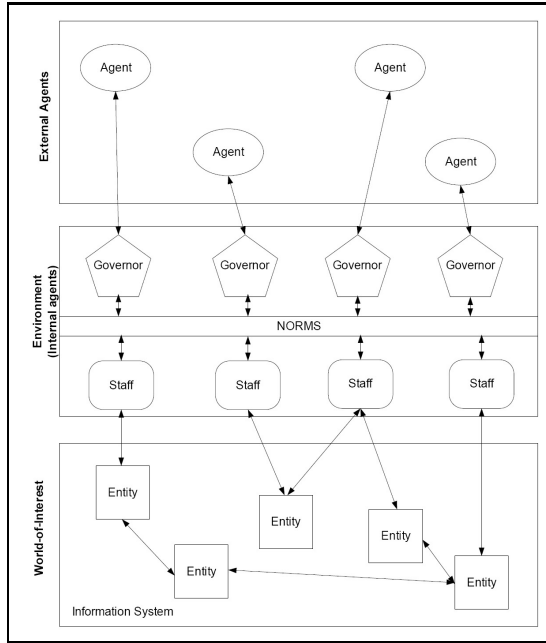 External Agents
Agent
Agent
Agent
Agent
Environment
(Internal agents)
Governor
Governor
Governor
Governor
NORMS
Staff
Staff
Staff
Staff
World-of-Interest
Entity
Entity
Entity
Entity
Entity
Information System